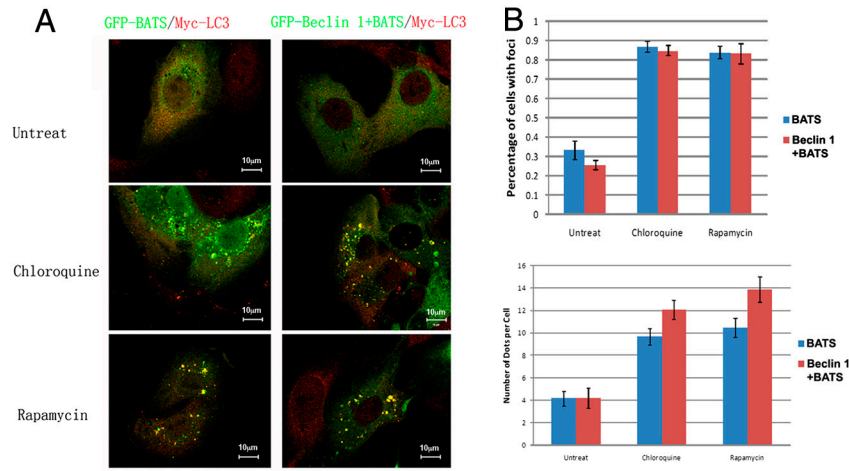 A
GFP-BATS/Myc-LC3
GFP-Beclin 1+BATS/Myc-LC3
Untreat
10μm
10μm
Chloroquine
10μm
10μm
Rapamycin
10μm
10μm
B
Percentage of cells with foci
1
0.9
0.8
0.7
0.6
0.5
0.4
0.3
0.2
0.1
0
Untreat
Chloroquine
Rapamycin
BATS
Beclin 1
+BATS
Number of Dots per Cell
16
14
12
10
8
6
4
2
0
Untreat
Chloroquine
Rapamycin
BATS
Beclin 1
+BATS